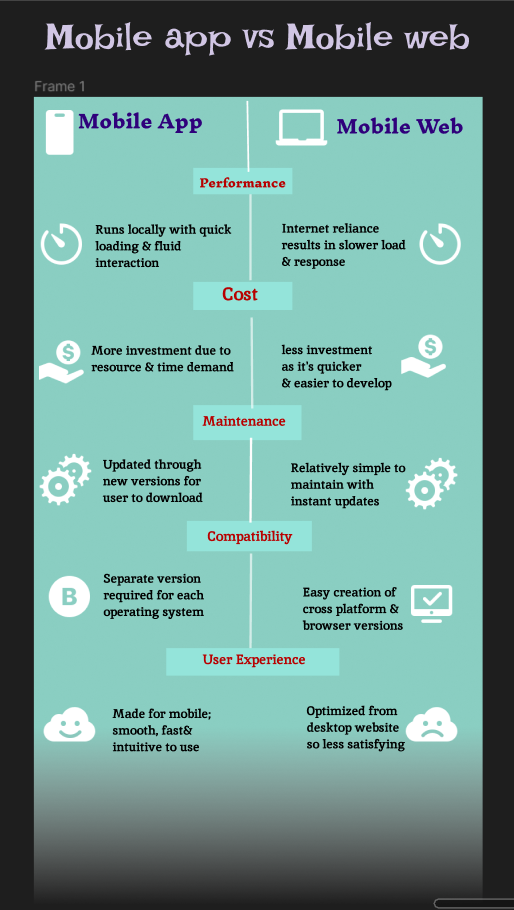 Mobile app vs Mobile web
Frame 1
Mobile App
Mobile Web
Performance
Runs locally with quick
loading & fluid
interaction
Internet reliance
results in slower load
& response
Cost
More investment due to
resource & time demand
less investment
as it's quicker
& easier to develop
Maintenance
Updated through
new versions for
user to download
Relatively simple to
maintain with
instant updates
Compatibility
B
Separate version
required for each
operating system
Easy creation of
cross platform &
browser versions
User Experience
Made for mobile;
smooth, fast&
intuitive to use
Optimized from
desktop website
so less satisfying